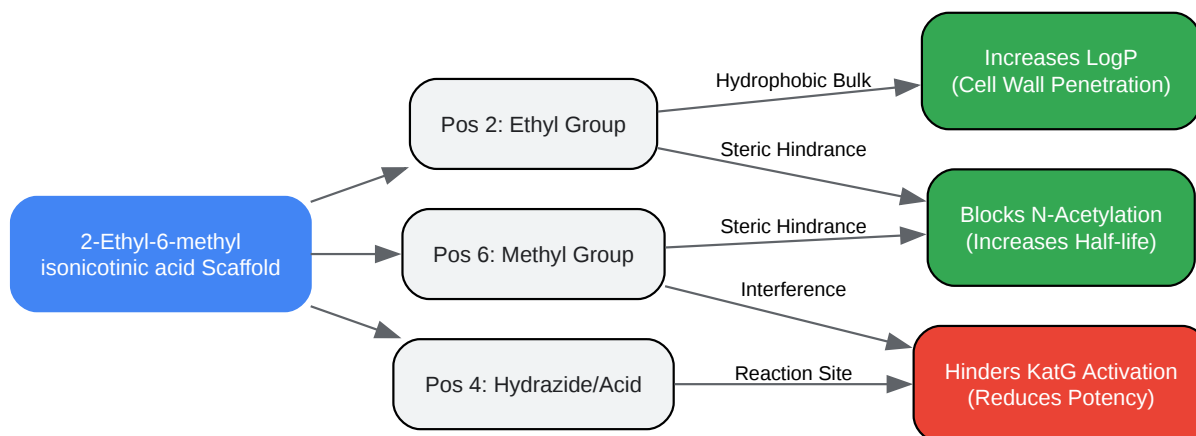 2-Ethyl-6-methyl
isonicotinic acid Scaffold
Pos 2: Ethyl Group
Pos 6: Methyl Group
Pos 4: Hydrazide/Acid
Hydrophobic Bulk
Steric Hindrance
Steric Hindrance
Interference
Reaction Site
Increases LogP
(Cell Wall Penetration)
Blocks N-Acetylation
(Increases Half-life)
Hinders KatG Activation
(Reduces Potency)